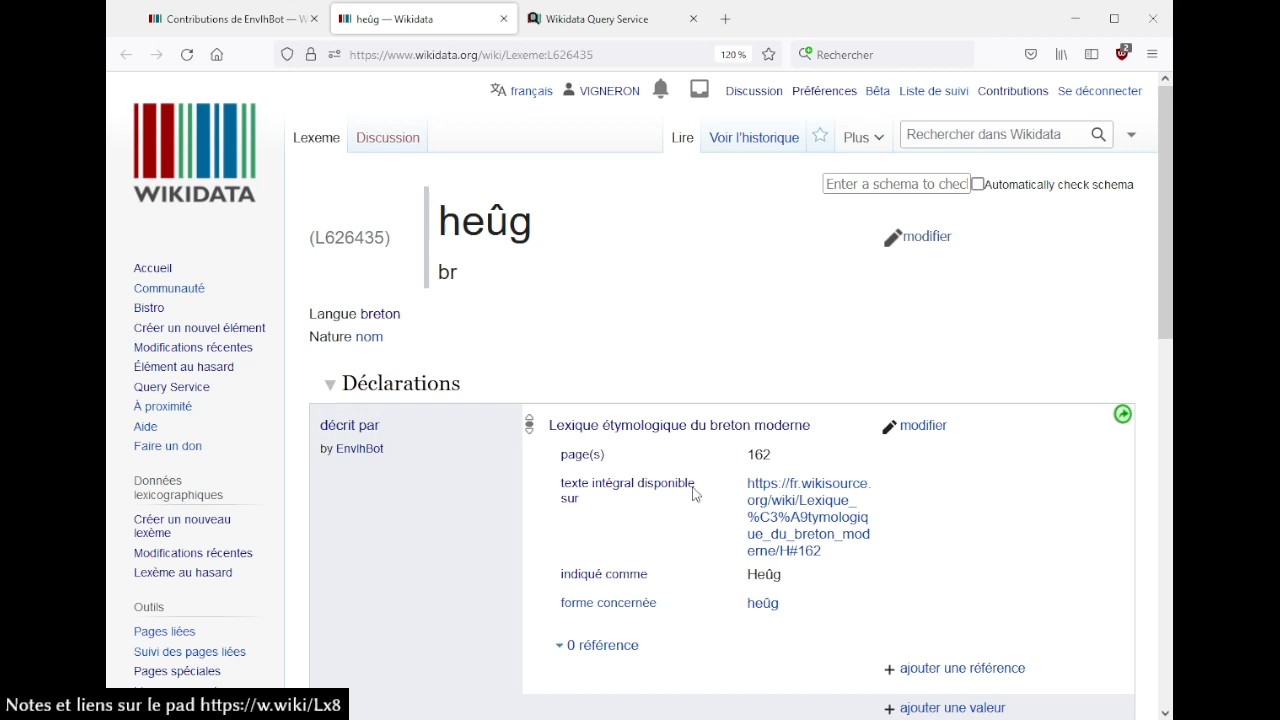 Contributions de EnvlhBot — W
heûg — Wikidata
Wikidata Query Service
https://www.wikidata.org/wiki/Lexeme:L626435
120 %
Rechercher
2
français
VIGNERON
Discussion
Préférences
Bêta
Liste de suivi
Contributions
Se déconnecter
WIKIDATA
Lexeme
Discussion
Lire
Voir l'historique
Plus
Rechercher dans Wikidata
Enter a schema to checl
Automatically check schema
(L626435)
heûg
br
modifier
Langue breton
Nature nom
Accueil
Communauté
Bistro
Créer un nouvel élément
Modifications récentes
Élément au hasard
Query Service
À proximité
Aide
Faire un don
Données
lexicographiques
Créer un nouveau
lexème
Modifications récentes
Lexème au hasard
Outils
Pages liées
Suivi des pages liées
Pages spéciales
Déclarations
décrit par
by EnvlhBot
Lexique étymologique du breton moderne
modifier
page(s)
162
texte intégral disponible
sur
https://fr.wikisource.
org/wiki/Lexique_
%C3%A9tymologiq
ue_du_breton_mod
erne/H#162
indiqué comme
Heûg
forme concernée
heûg
0 référence
+ ajouter une référence
+ ajouter une valeur
Notes et liens sur le pad https://w.wiki/Lx8